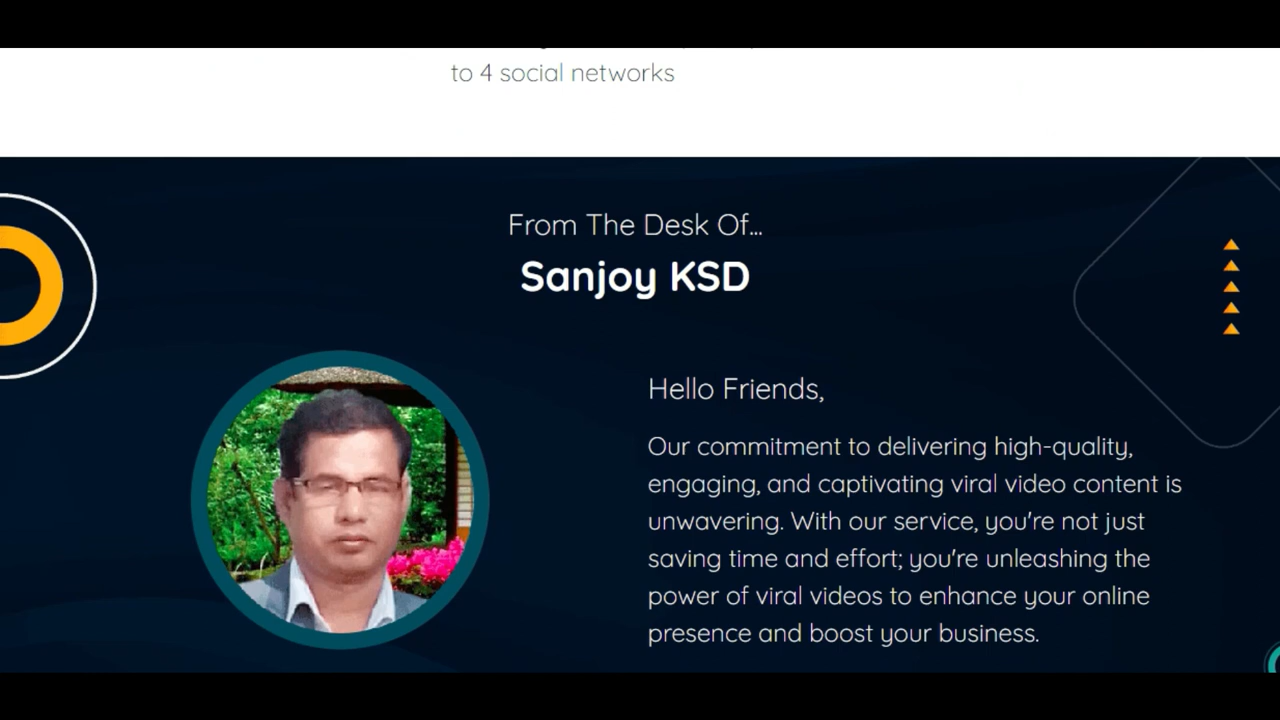 to 4 social networks
From The Desk Of...
Sanjoy KSD
Hello Friends,
Our commitment to delivering high-quality,
engaging, and captivating viral video content is
unwavering. With our service, you're not just
saving time and effort; you're unleashing the
power of viral videos to enhance your online
presence and boost your business.